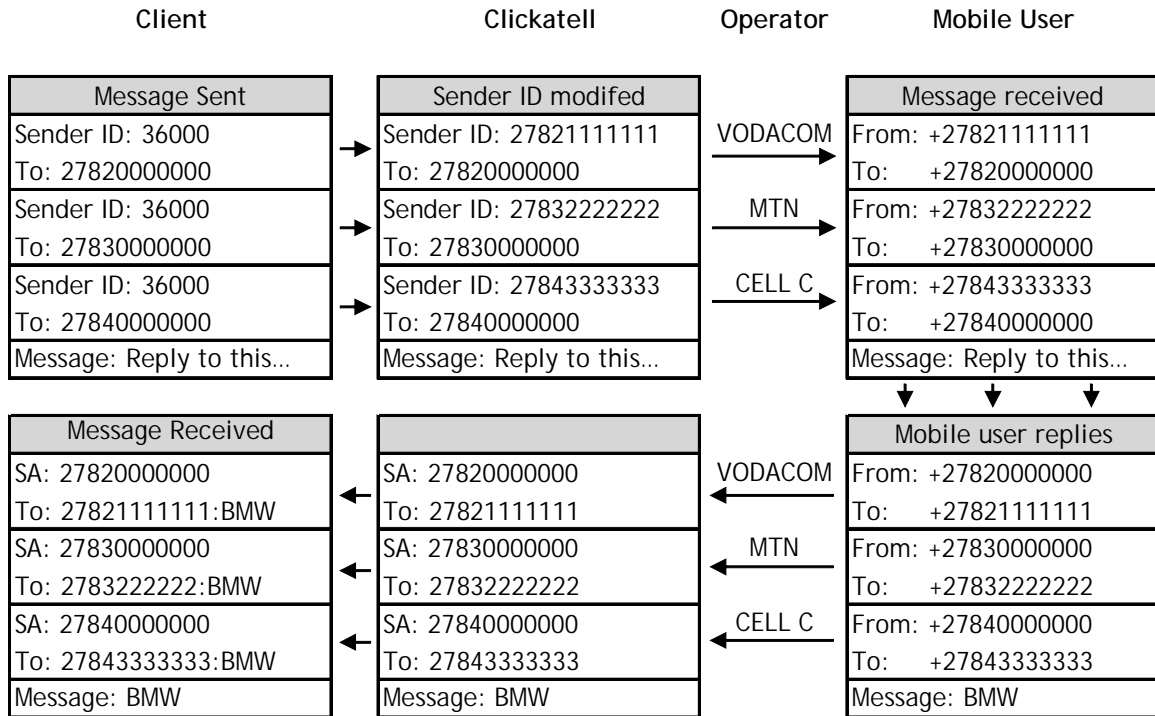 Client Clickatell Operator Mobile User
Message Sent
Sender ID: 36000
To: 27820000000
Sender ID: 36000
To: 27830000000
Sender ID: 36000
To: 27840000000
Message: Reply to this...
Sender ID modifed
Sender ID: 27821111111
To: 27820000000
Sender ID: 27832222222
To: 27830000000
Sender ID: 27843333333
To: 27840000000
Message: Reply to this...
VODACOM
MTN
CELL C
Message received
From: +27821111111
To: +27820000000
From: +27832222222
To: +27830000000
From: +27843333333
To: +27840000000
Message: Reply to this...
Message Received
SA: 27820000000
To: 27821111111:BMW
SA: 27830000000
To: 2783222222:BMW
SA: 27840000000
To: 27843333333:BMW
Message: BMW
SA: 27820000000
To: 27821111111
SA: 27830000000
To: 27832222222
SA: 27840000000
To: 27843333333
Message: BMW
VODACOM
MTN
CELL C
Mobile user replies
From: +27820000000
To: +27821111111
From: +27830000000
To: +27832222222
From: +27840000000
To: +27843333333
Message: BMW